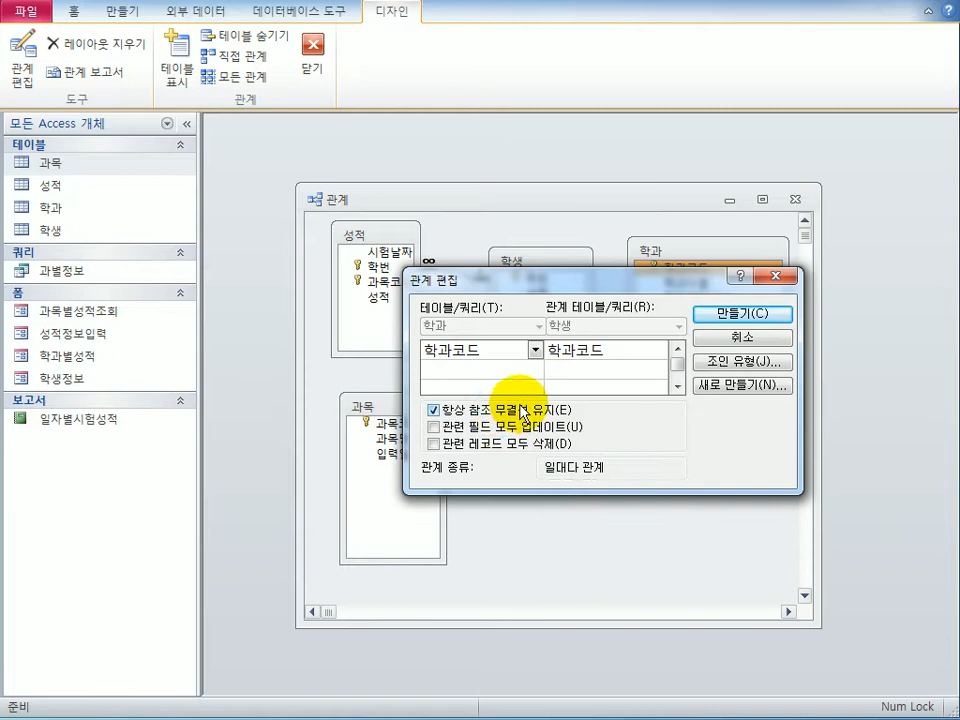 파일 홈 만들기 외부 데이터 데이터베이스 도구 디자인
관계 편집
레이아웃 지우기
관계 보고서
도구
테이블 표시
테이블 숨기기
직접 관계
모든 관계
닫기
관계
모든 Access 개체
테이블
과목
성적
학과
학생
쿼리
과별정보
폼
과목별성적조회
성적정보입력
학과별성적
학생정보
보고서
일자별시험성적
관계
성적
시험날짜
학번
과목코
성적
학생
학과
과목
과목코
과목명
관계 편집
테이블/쿼리(T): 관계 테이블/쿼리(R):
학과 학생
학과코드 학과코드
항상 참조 무결성 유지(E)
관련 필드 모두 업데이트(U)
관련 레코드 모두 삭제(D)
관계 종류: 일대다 관계
만들기(C)
취소
조인 유형(J)...
새로 만들기(N)...
준비 Num Lock